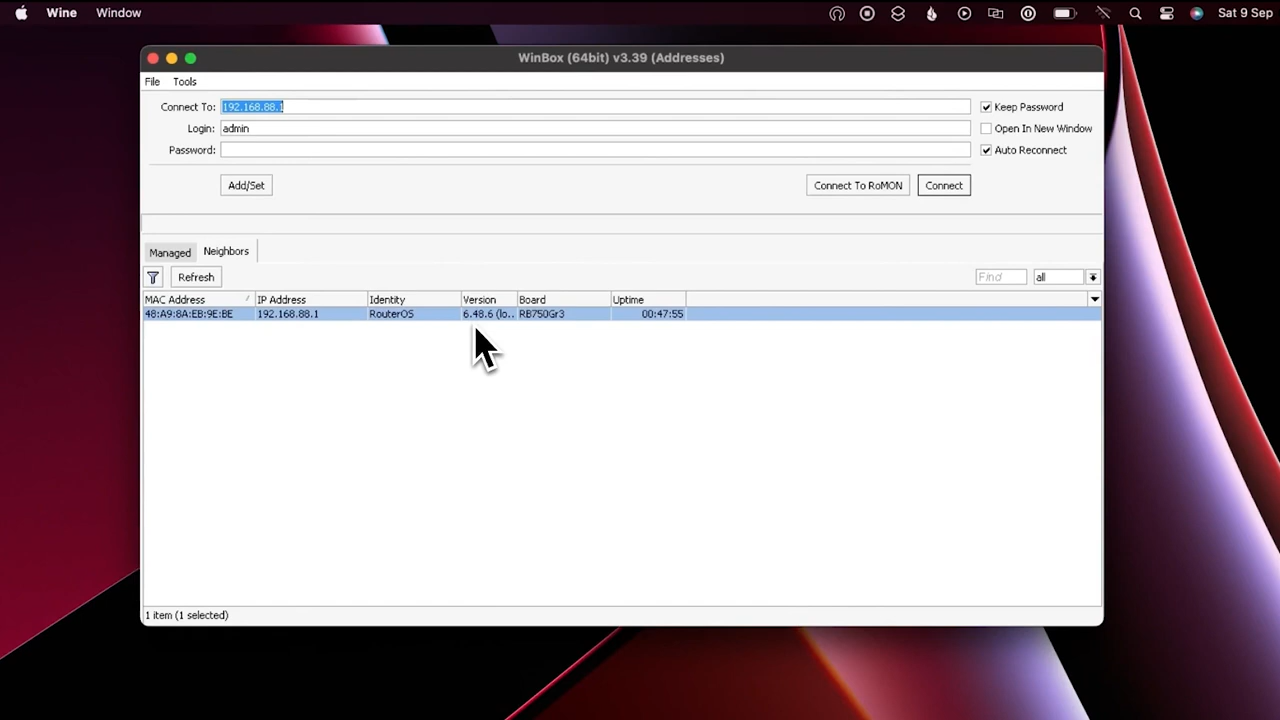 Wine Window Sat 9 Sep
WinBox (64bit) v3.39 (Addresses)
File Tools
Connect To: 192.168.88.1 Keep Password
Login: admin Open In New Window
Password: Auto Reconnect
Add/Set Connect To RoMON Connect
Managed Neighbors
Refresh Find all
MAC Address IP Address Identity Version Board Uptime
48:A9:8A:EB:9E:BE 192.168.88.1 RouterOS 6.48.6 (lo.. RB750Gr3 00:47:55
1 item (1 selected)